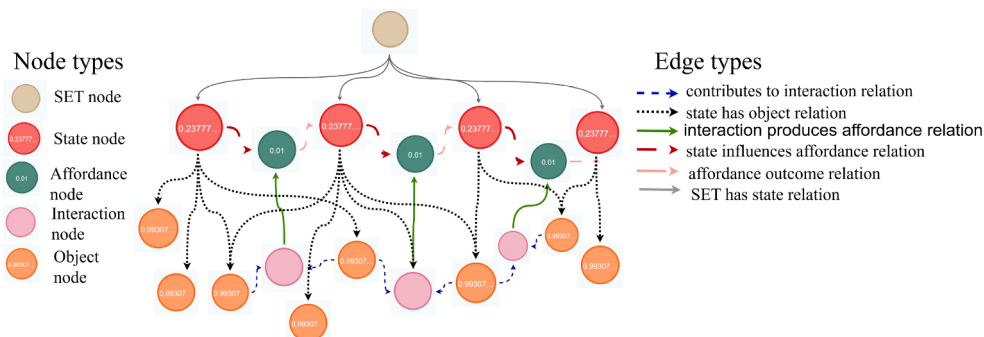 Node types
SET node
0.23777...
State node
0.01
Affordance
node
Interaction
node
0.99307...
Object
node
0.23777...
0.23777...
0.23777...
0.23777...
0.01
0.01
0.01
0.99307...
0.99307...
0.99307...
0.99307...
0.99307...
0.99307...
0.99307...
0.99307...
Edge types
contributes to interaction relation
state has object relation
interaction produces affordance relation
state influences affordance relation
affordance outcome relation
SET has state relation